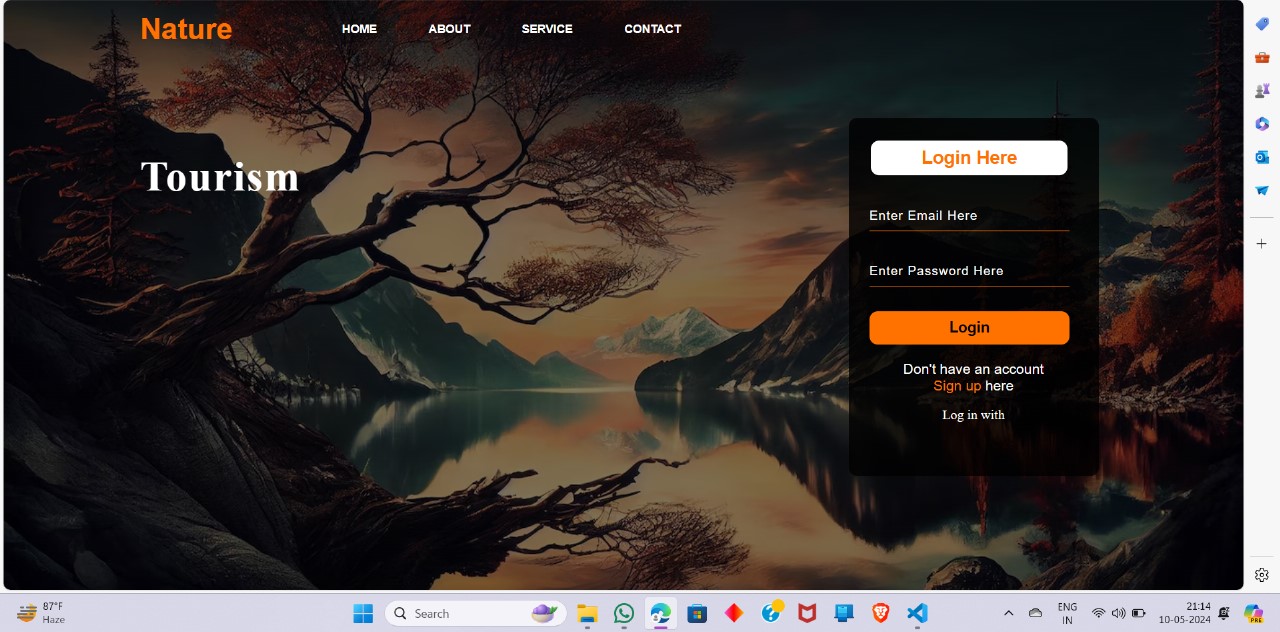 Nature
HOME ABOUT SERVICE CONTACT
Tourism
Login Here
Enter Email Here
Enter Password Here
Login
Don't have an account
Sign up here
Log in with
87°F
Haze
Search
ENG
IN
21:14
10-05-2024
PRE